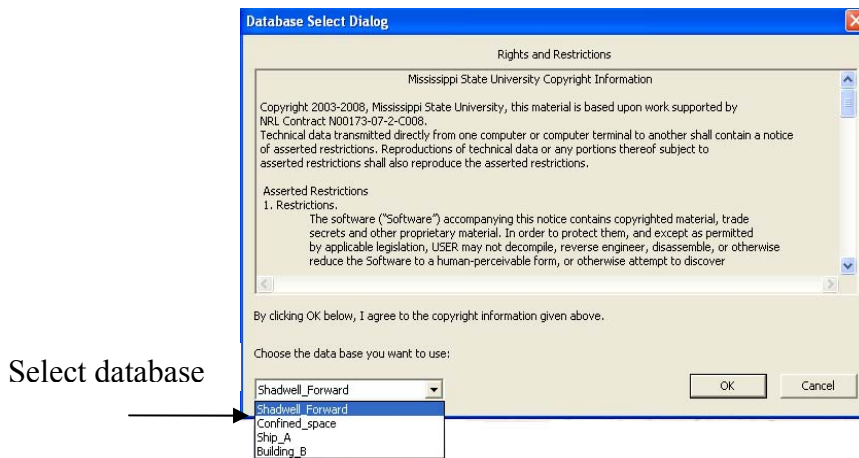 Database Select Dialog
Rights and Restrictions
Mississippi State University Copyright Information
Copyright 2003-2008, Mississippi State University, this material is based upon work supported by
NRL Contract N00173-07-2-C008.
Technical data transmitted directly from one computer or computer terminal to another shall contain a notice
of asserted restrictions. Reproductions of technical data or any portions thereof subject to
asserted restrictions shall also reproduce the asserted restrictions.
Asserted Restrictions
1. Restrictions.
The software ("Software") accompanying this notice contains copyrighted material, trade
secrets and other proprietary material. In order to protect them, and except as permitted
by applicable legislation, USER may not decompile, reverse engineer, disassemble, or otherwise
reduce the Software to a human-perceivable form, or otherwise attempt to discover
By clicking OK below, I agree to the copyright information given above.
Choose the data base you want to use:
Select database
Shadwell_Forward
OK
Cancel
Shadwell_Forward
Confined_space
Ship_A
Building_B